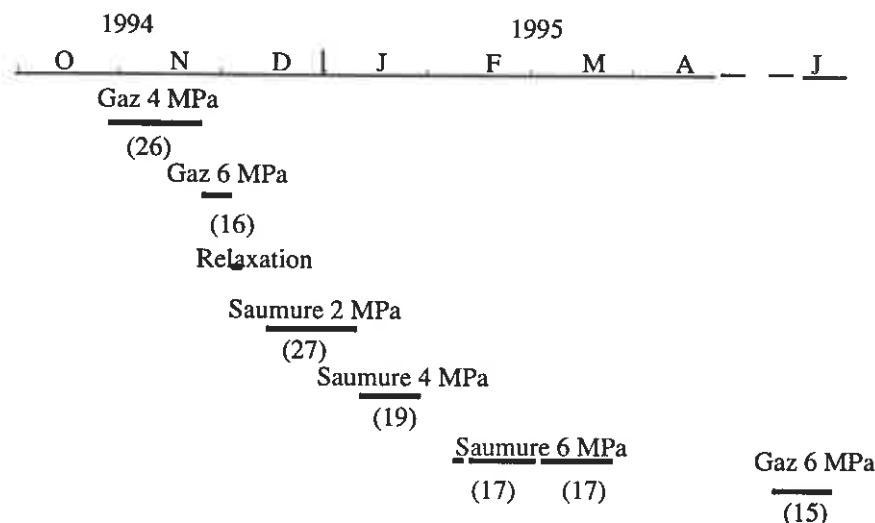 1994 1995
O N D J F M A J
Gaz 4 MPa
(26)
Gaz 6 MPa
(16)
Relaxation
Saumure 2 MPa
(27)
Saumure 4 MPa
(19)
Saumure 6 MPa
(17) (17)
Gaz 6 MPa
(15)